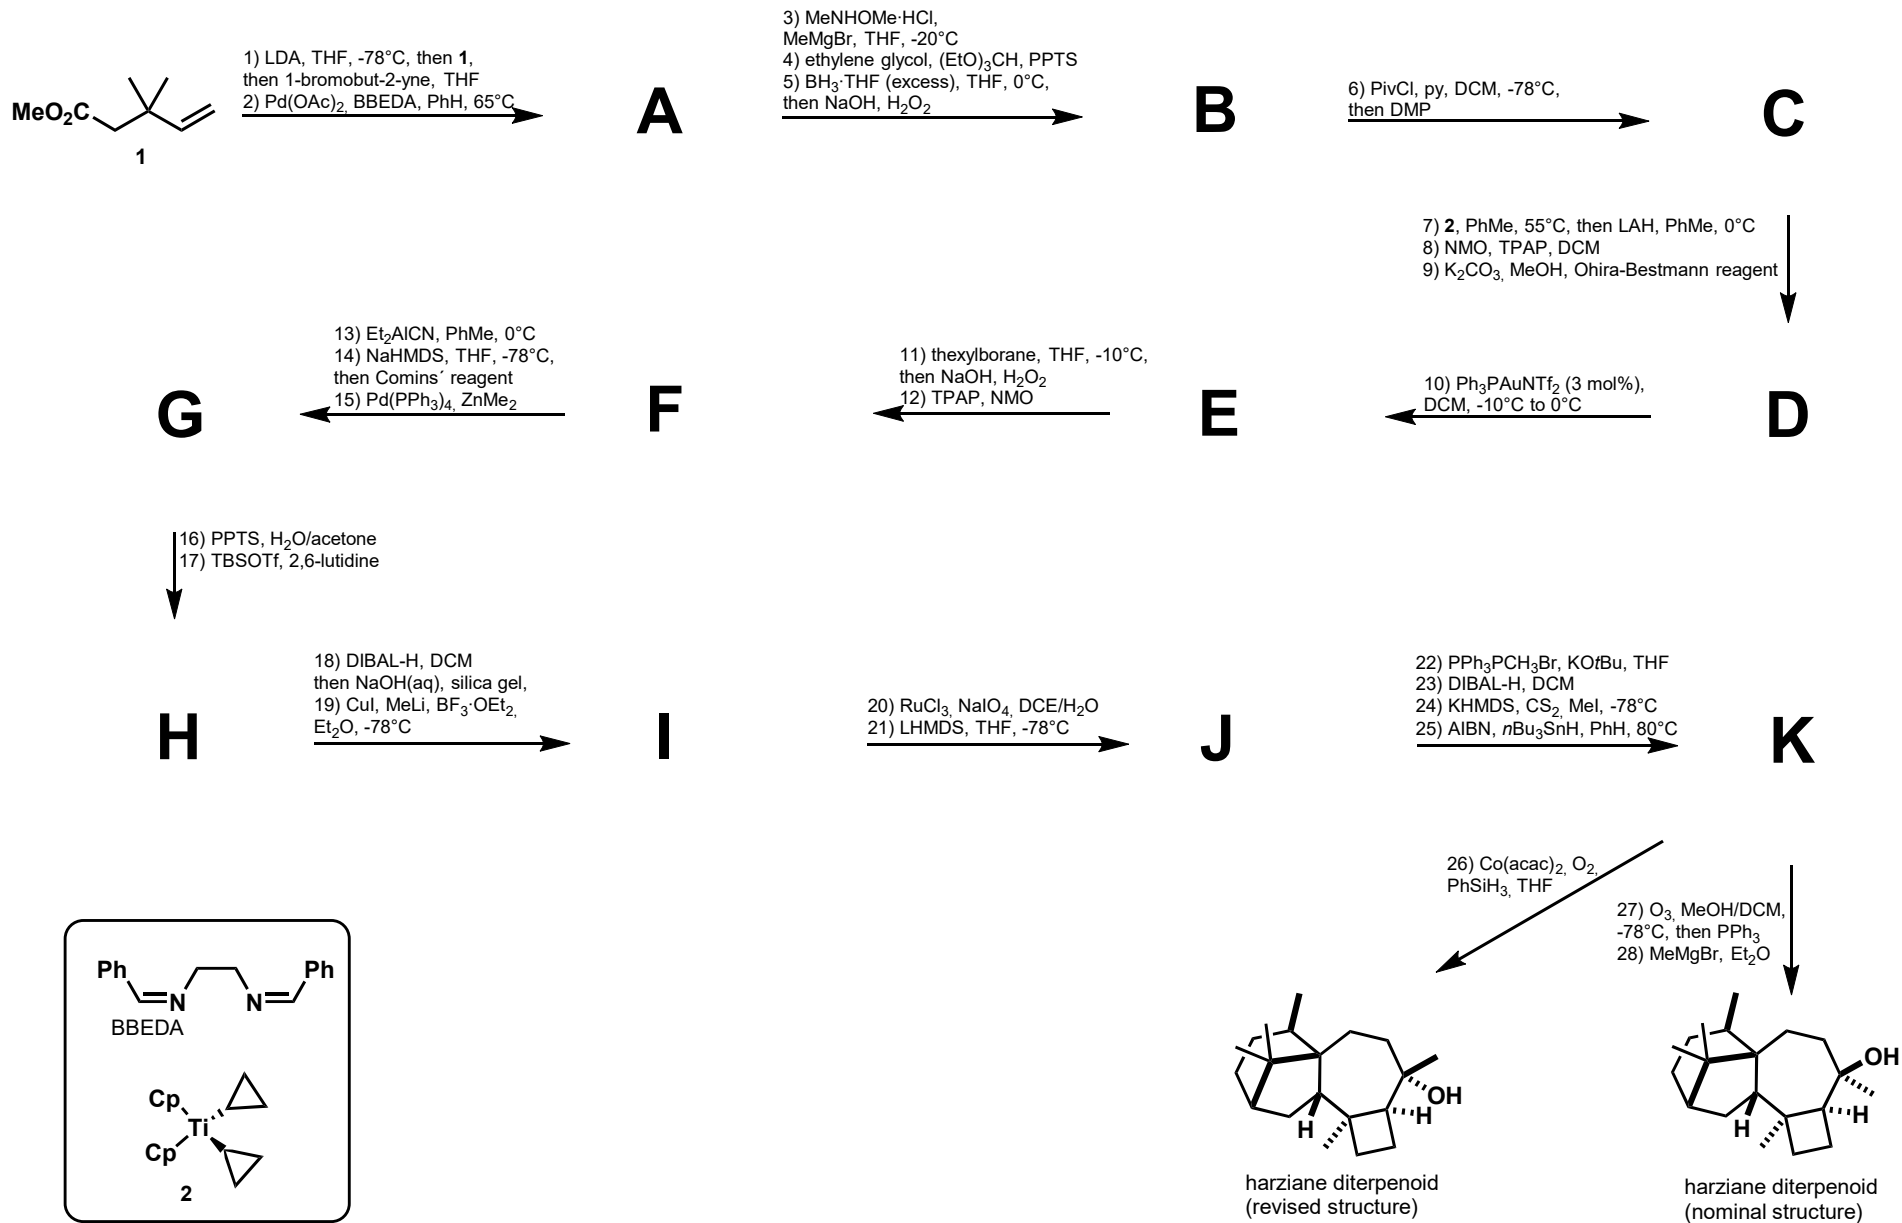 MeO₂C
1
1) LDA, THF, -78°C, then 1,
then 1-bromobut-2-yne, THF
2) Pd(OAc)₂, BBEDA, PhH, 65°C
A
3) MeNHOMe·HCl,
MeMgBr, THF, -20°C
4) ethylene glycol, (EtO)₃CH, PPTS
5) BH₃·THF (excess), THF, 0°C,
then NaOH, H₂O₂
B
6) PivCl, py, DCM, -78°C,
then DMP
C
7) 2, PhMe, 55°C, then LAH, PhMe, 0°C
8) NMO, TPAP, DCM
9) K₂CO₃, MeOH, Ohira-Bestmann reagent
G
13) Et₂AlCN, PhMe, 0°C
14) NaHMDS, THF, -78°C,
then Comins´ reagent
15) Pd(PPh₃)₄, ZnMe₂
F
11) thexylborane, THF, -10°C,
then NaOH, H₂O₂
12) TPAP, NMO
E
10) Ph₃PAuNTf₂ (3 mol%),
DCM, -10°C to 0°C
D
16) PPTS, H₂O/acetone
17) TBSOTf, 2,6-lutidine
H
18) DIBAL-H, DCM
then NaOH(aq), silica gel,
19) CuI, MeLi, BF₃·OEt₂,
Et₂O, -78°C
I
20) RuCl₃, NaIO₄, DCE/H₂O
21) LHMDS, THF, -78°C
J
22) PPh₃PCH₃Br, KOtBu, THF
23) DIBAL-H, DCM
24) KHMDS, CS₂, MeI, -78°C
25) AIBN, nBu₃SnH, PhH, 80°C
K
26) Co(acac)₂, O₂,
PhSiH₃, THF
27) O₃, MeOH/DCM,
-78°C, then PPh₃
28) MeMgBr, Et₂O
Ph
N
N
Ph
BBEDA
Cp
Ti
Cp
2
OH
H
H
harziane diterpenoid
(revised structure)
OH
H
H
harziane diterpenoid
(nominal structure)